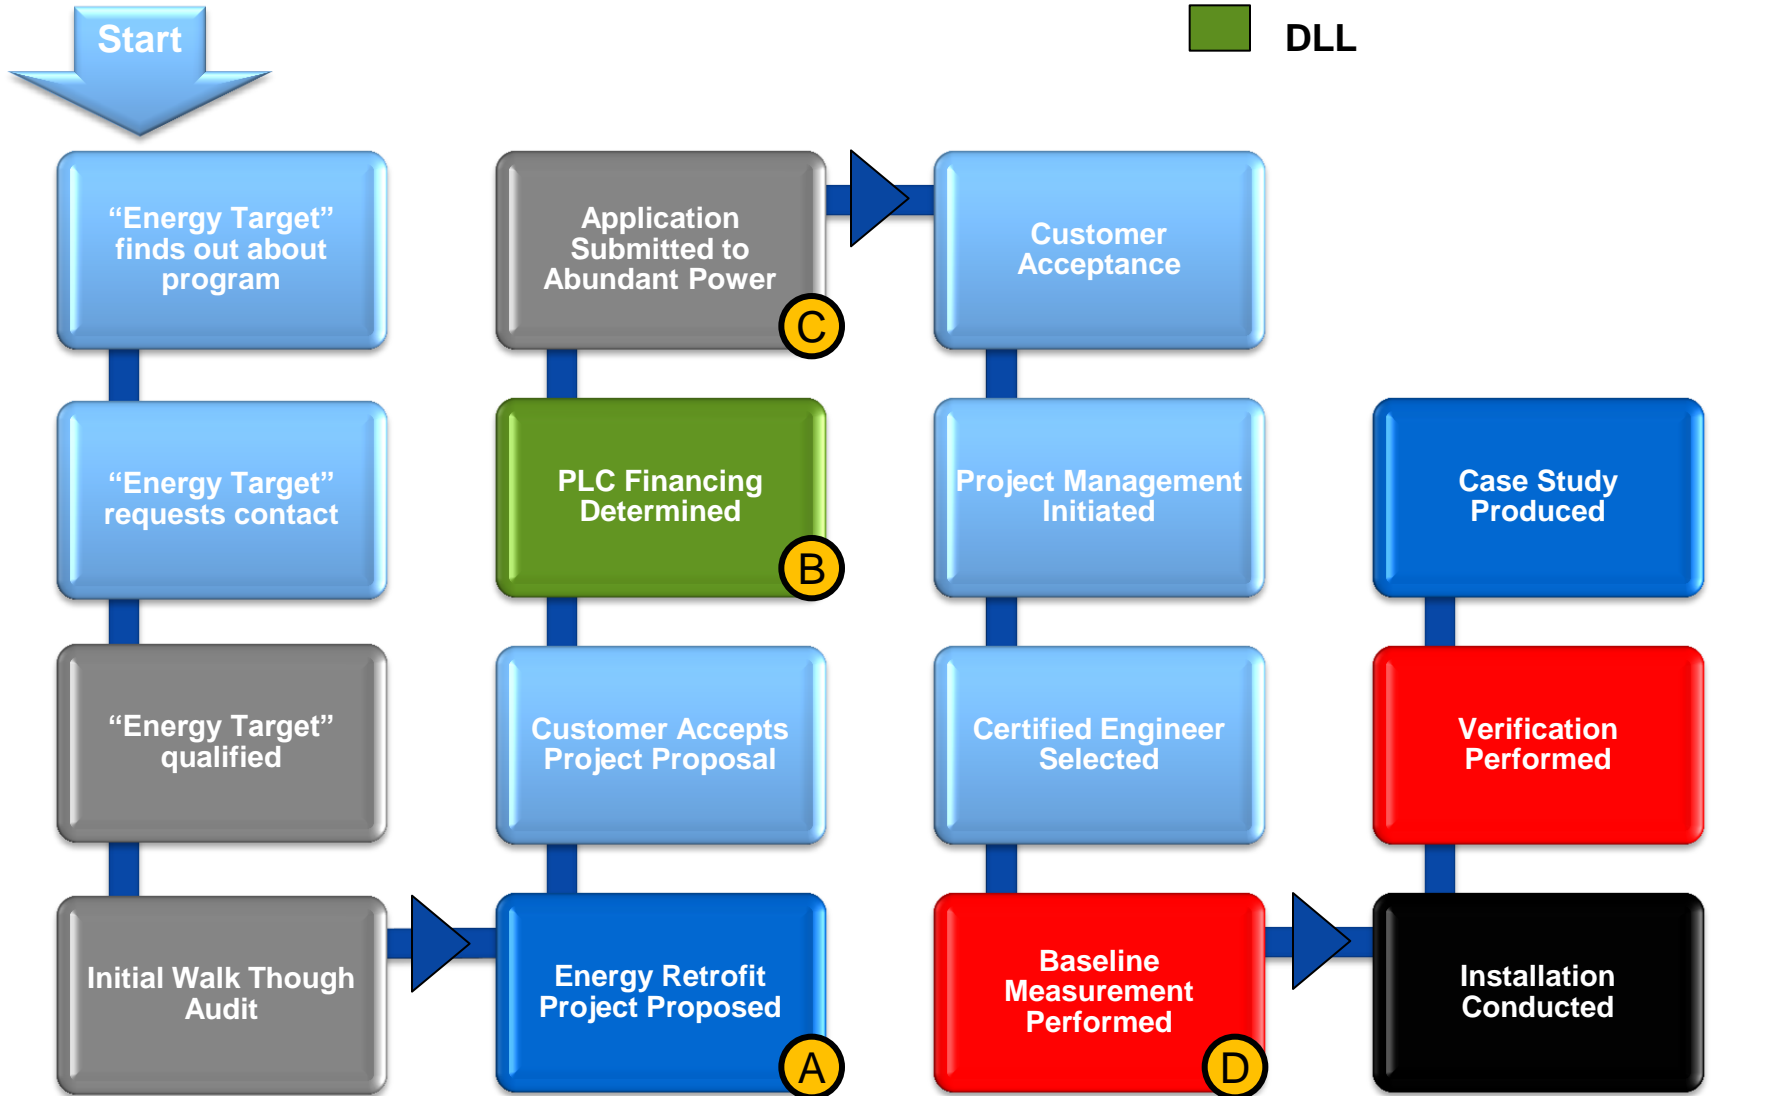 Start
DLL
“Energy Target”
finds out about
program
“Energy Target”
requests contact
“Energy Target”
qualified
Initial Walk Though
Audit
Energy Retrofit
Project Proposed
A
Customer Accepts
Project Proposal
PLC Financing
Determined
B
Application
Submitted to
Abundant Power
C
Customer
Acceptance
Project Management
Initiated
Certified Engineer
Selected
Baseline
Measurement
Performed
D
Installation
Conducted
Verification
Performed
Case Study
Produced